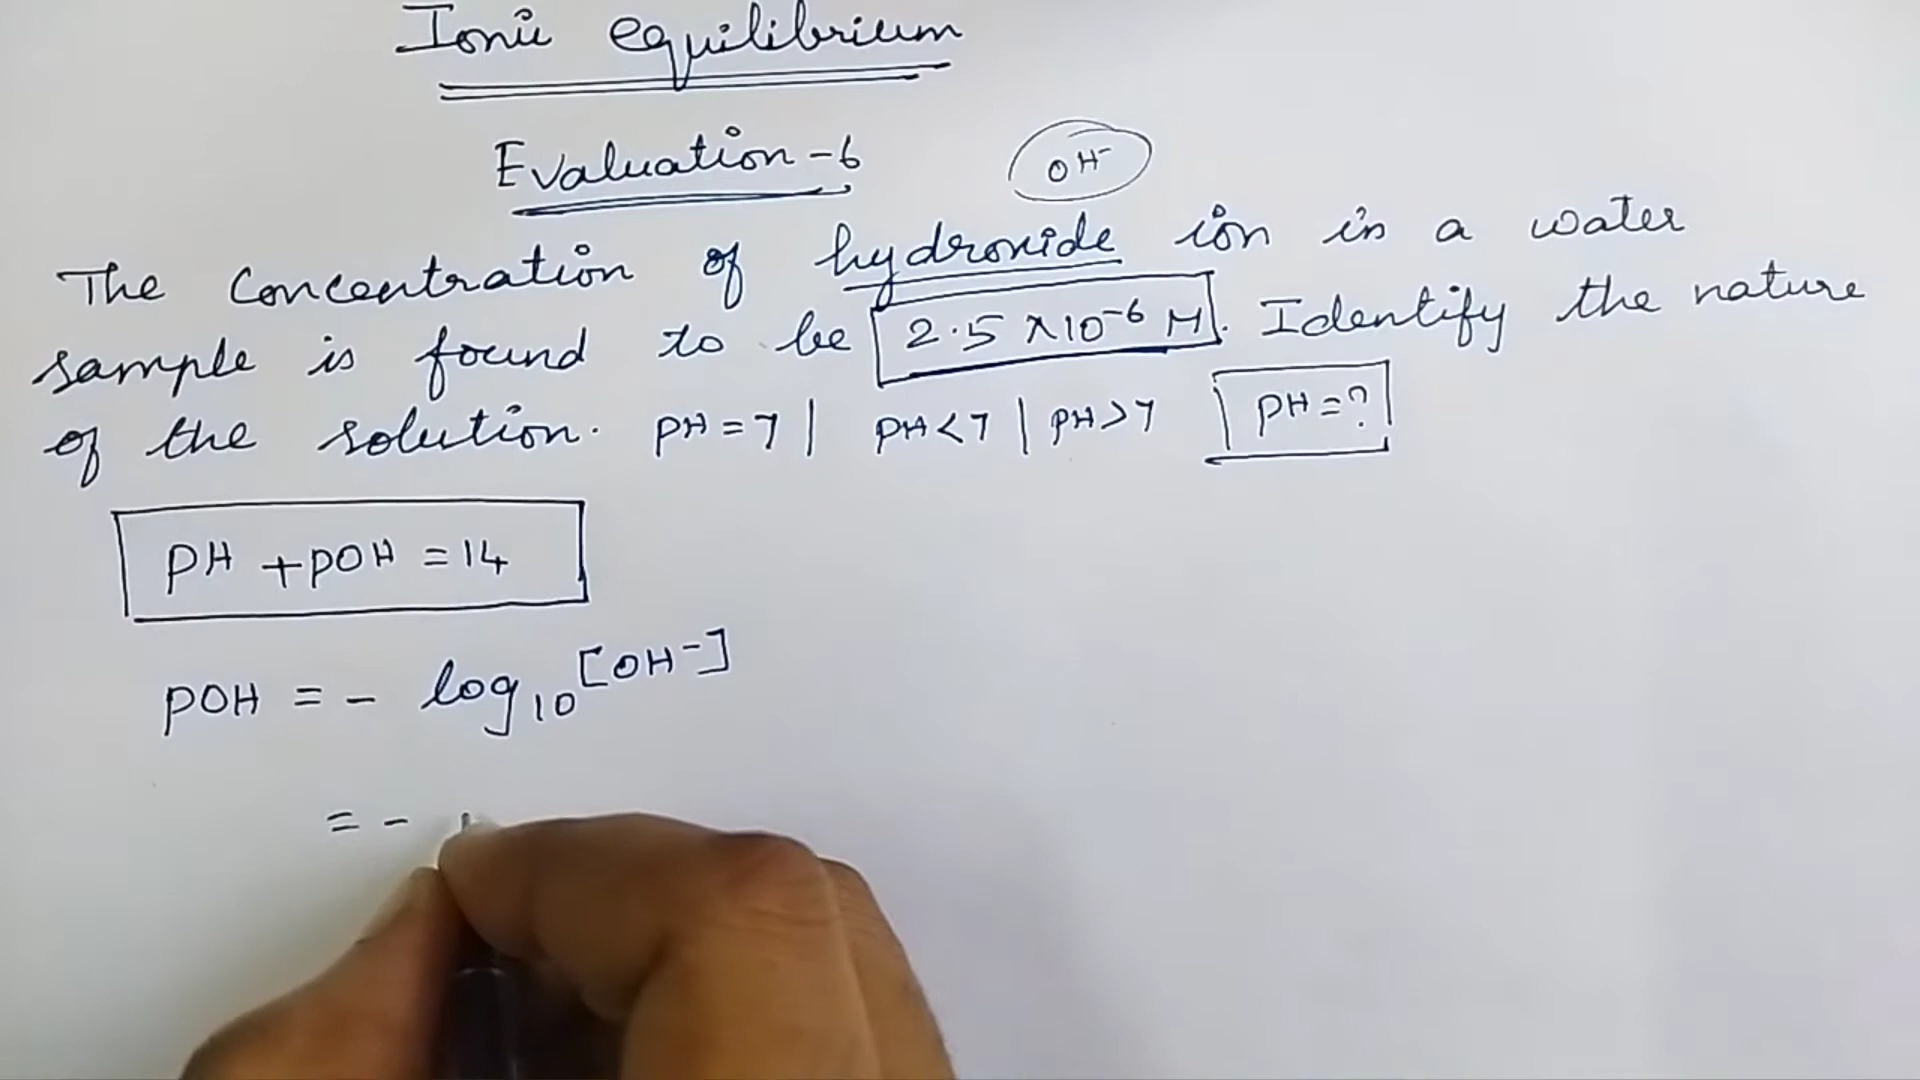 Ionic equilibrium
Evaluation-6
OH⁻
The concentration of hydroxide ion in a water
sample is found to be 2.5 x10⁻⁶ M. Identify the nature
of the solution. PH=7 | PH<7 | PH>7 PH=?
PH +POH =14
POH = - log₁₀[OH⁻]
= -